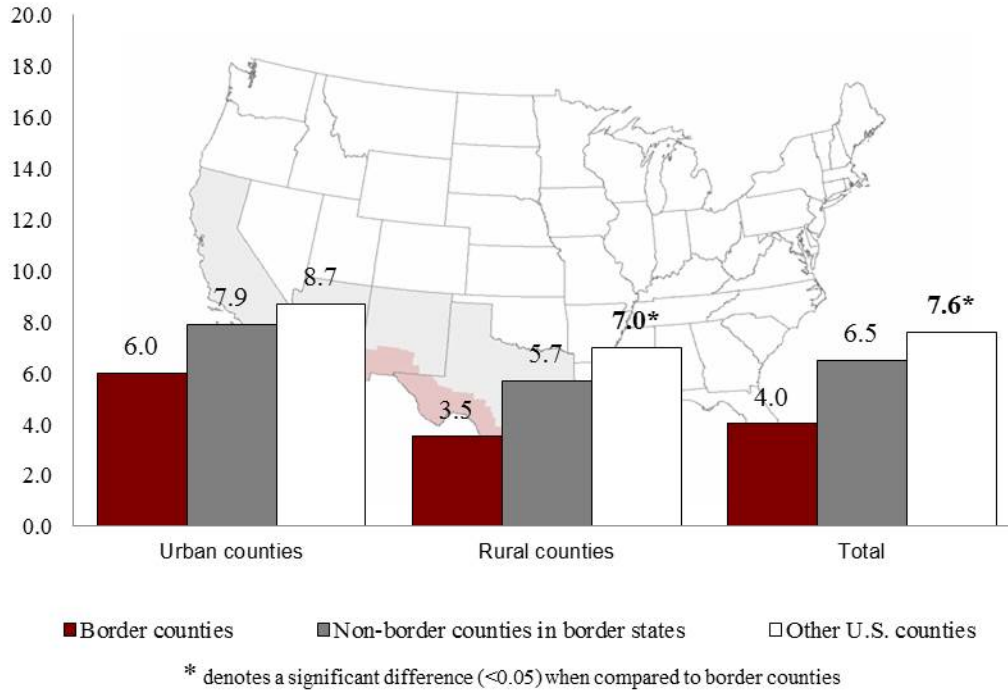 20.0
18.0
16.0
14.0
12.0
10.0
8.0
6.0
4.0
2.0
0.0
6.0
7.9
8.7
3.5
5.7
7.0*
4.0
6.5
7.6*
Urban counties
Rural counties
Total
Border counties
Non-border counties in border states
Other U.S. counties
* denotes a significant difference (<0.05) when compared to border counties